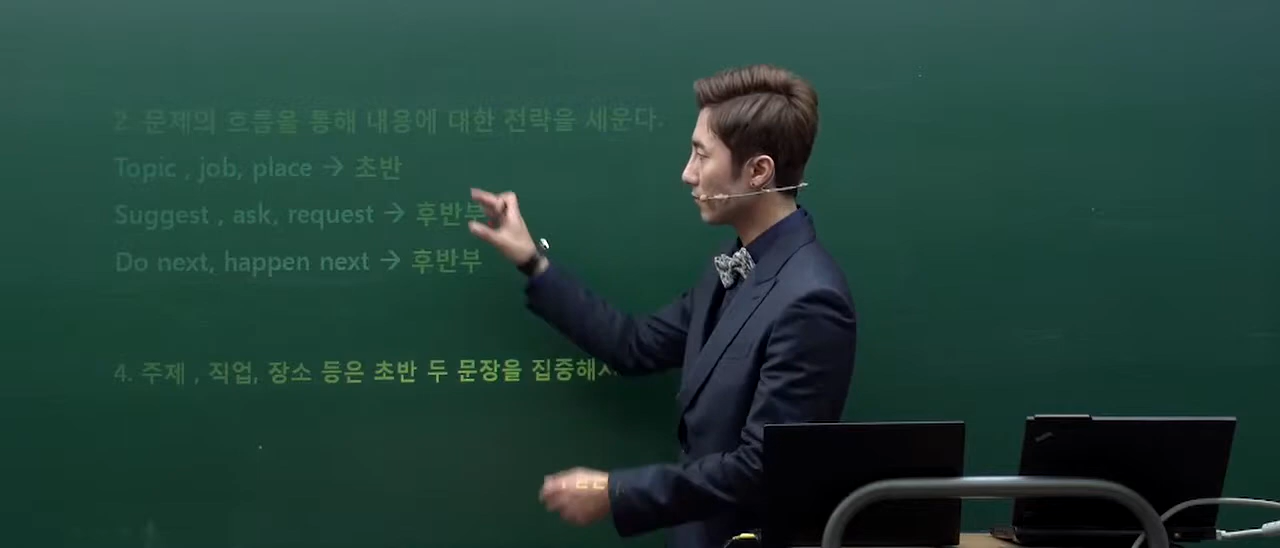 2. 문제의 흐름을 통해 내용에 대한 전략을 세운다.
Topic , job, place → 초반
Suggest , ask, request → 후반부
Do next, happen next → 후반부
4. 주제 , 직업, 장소 등은 초반 두 문장을 집중해서